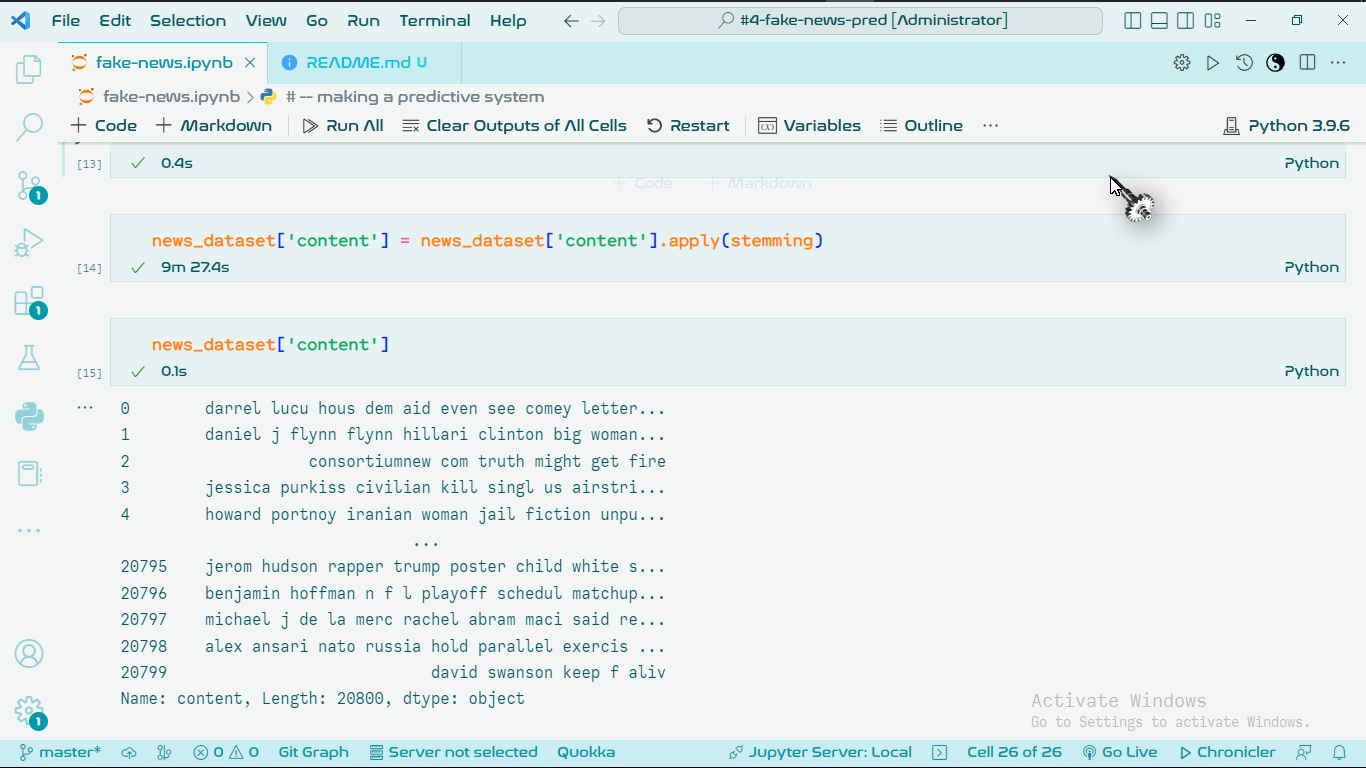 File Edit Selection View Go Run Terminal Help #4-fake-news-pred [Administrator]
fake-news.ipynb README.md U
fake-news.ipynb > # -- making a predictive system
+ Code + Markdown Run All Clear Outputs of All Cells Restart Variables Outline ... Python 3.9.6
[13] 0.4s Python
+ Code + Markdown
news_dataset['content'] = news_dataset['content'].apply(stemming)
[14] 9m 27.4s Python
news_dataset['content']
[15] 0.1s Python
... 0 darrel lucu hous dem aid even see comey letter...
1 daniel j flynn flynn hillari clinton big woman...
2 consortiumnew com truth might get fire
3 jessica purkiss civilian kill singl us airstri...
4 howard portnoy iranian woman jail fiction unpu...
...
20795 jerom hudson rapper trump poster child white s...
20796 benjamin hoffman n f l playoff schedul matchup...
20797 michael j de la merc rachel abram maci said re...
20798 alex ansari nato russia hold parallel exercis ...
20799 david swanson keep f aliv
Name: content, Length: 20800, dtype: object
Activate Windows
Go to Settings to activate Windows.
1
1
1
master* 0 0 Git Graph Server not selected Quokka Jupyter Server: Local Cell 26 of 26 Go Live Chronicler